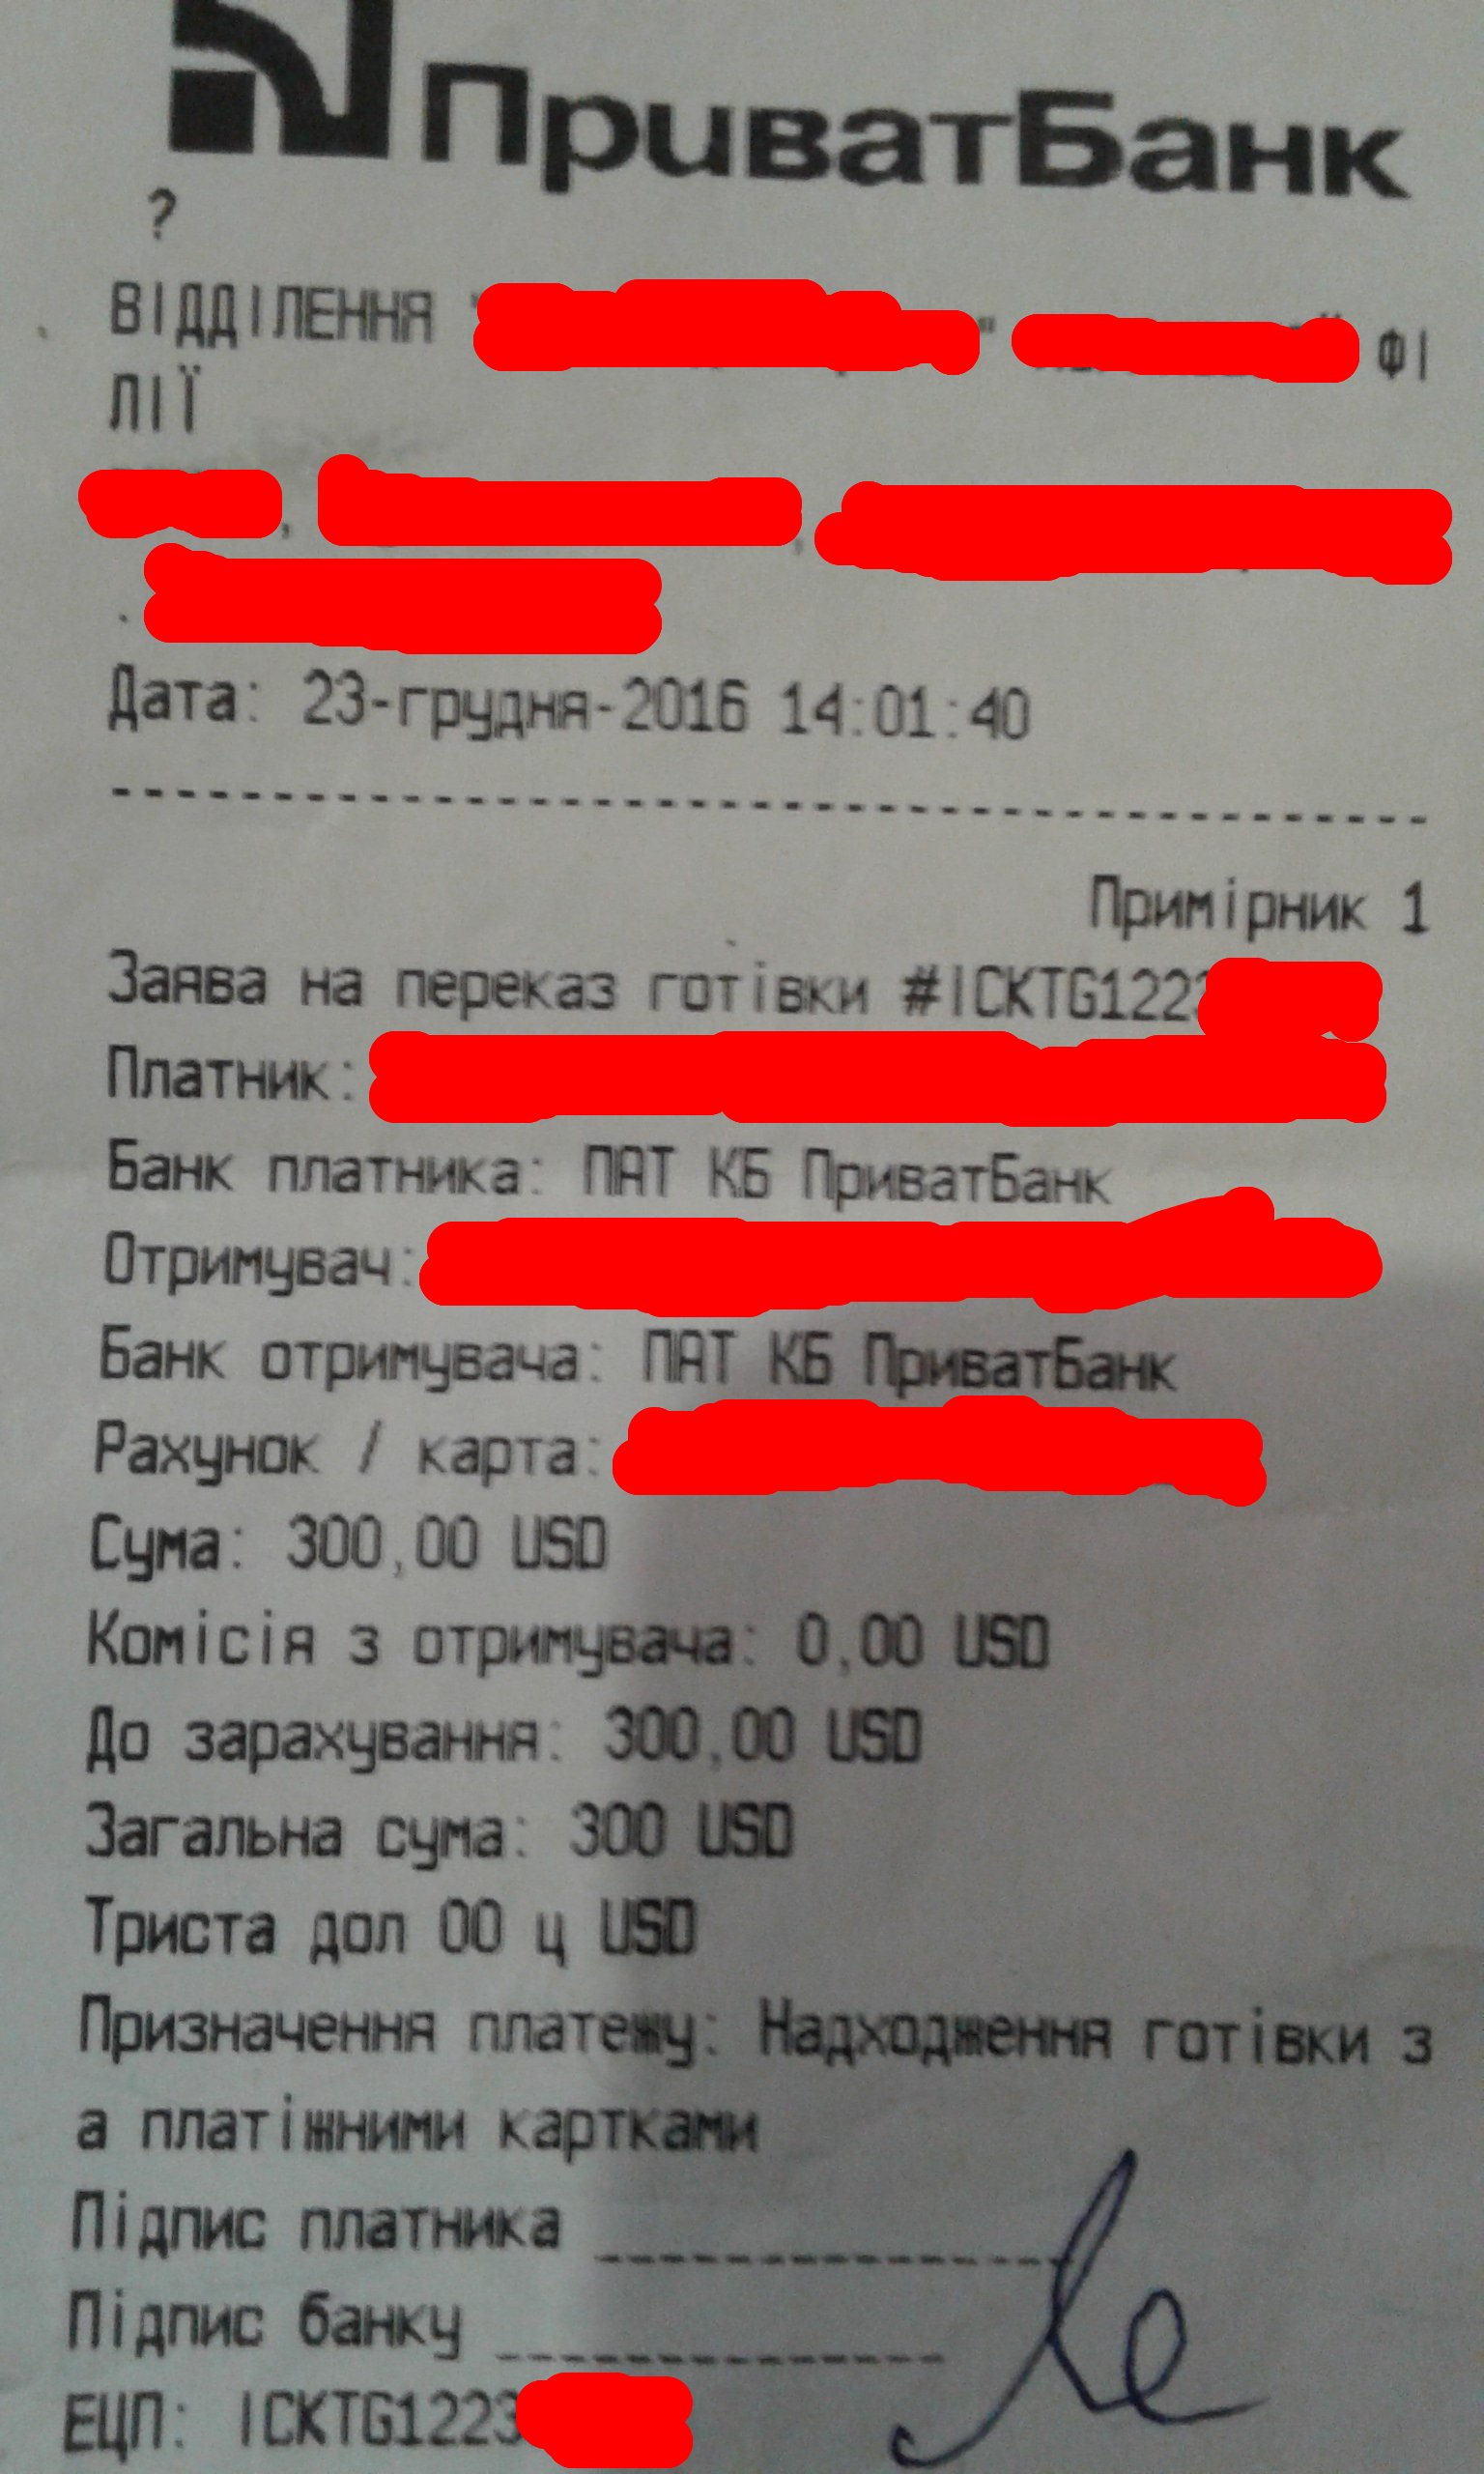 ПриватБанк
?
ВІДДІЛЕННЯ " " ФІ
ЛІЇ
, ,
.
Дата: 23-грудня-2016 14:01:40
----------------------------------------
Примірник 1
Заява на переказ готівки #ICKTG1223
Платник:
Банк платника: ПАТ КБ ПриватБанк
Отримувач:
Банк отримувача: ПАТ КБ ПриватБанк
Рахунок / карта:
Сума: 300,00 USD
Комісія з отримувача: 0,00 USD
До зарахування: 300,00 USD
Загальна сума: 300 USD
Триста дол 00 ц USD
Призначення платежу: Надходження готівки з
а платіжними картками
Підпис платника ______________
Підпис банку ______________
ЕЦП: ICKTG1223